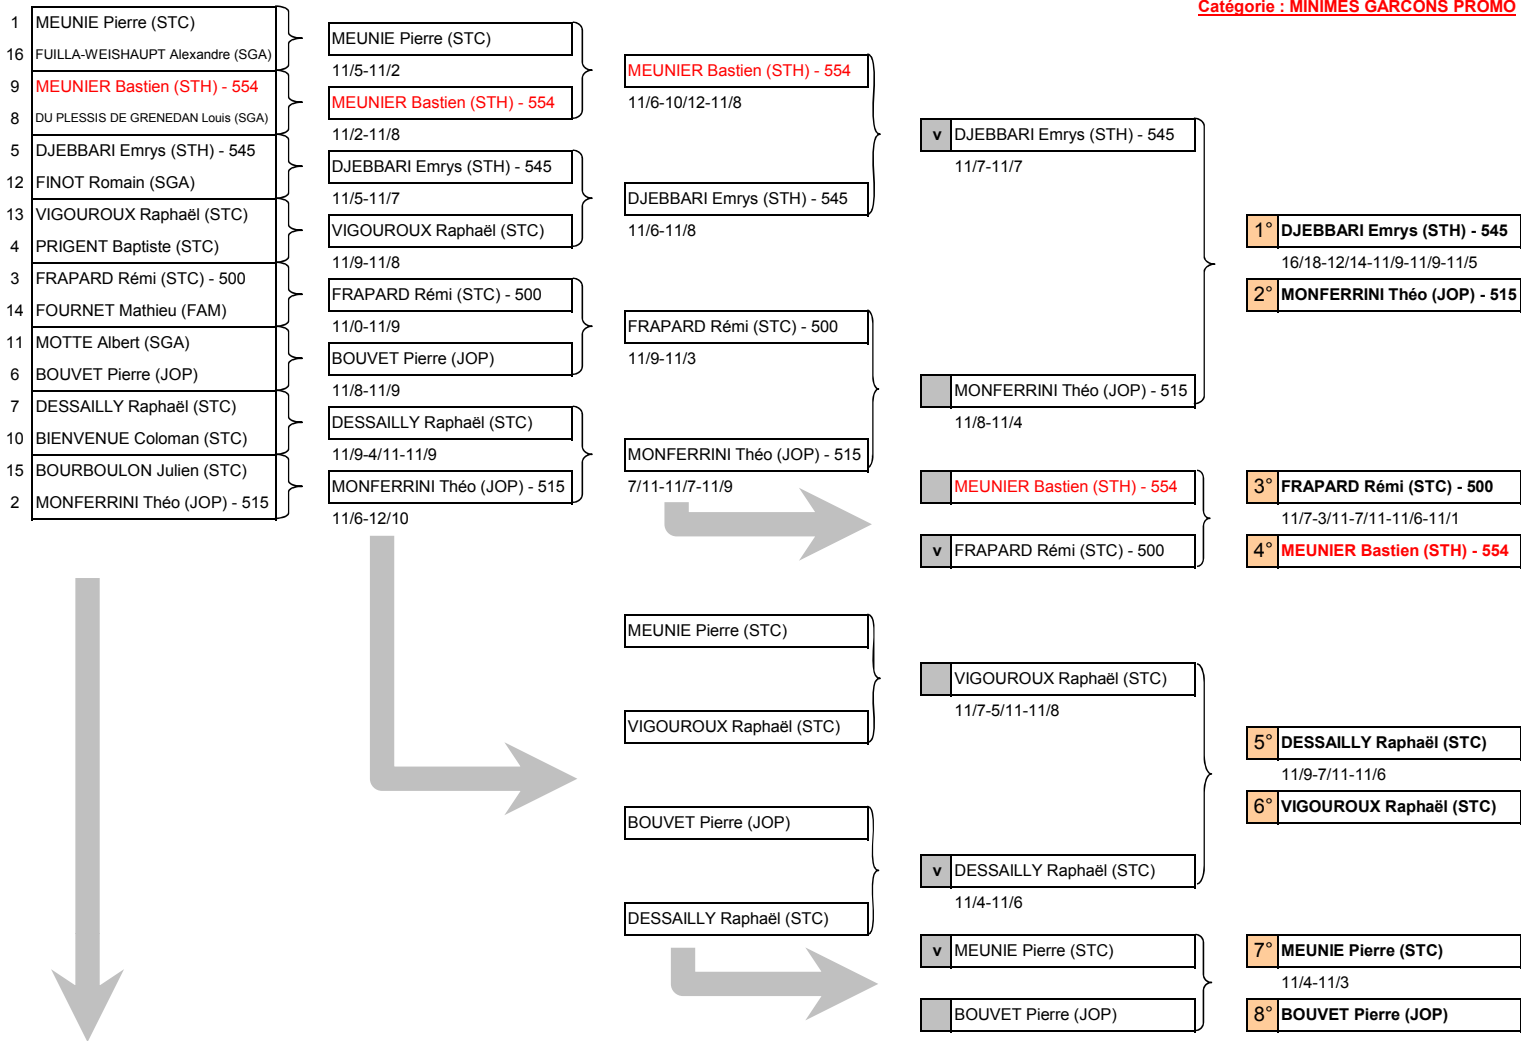 Catégorie : MINIMES GARCONS PROMO
1 MEUNIE Pierre (STC)
16 FUILLA-WEISHAUPT Alexandre (SGA)
9 MEUNIER Bastien (STH) - 554
8 DU PLESSIS DE GRENEDAN Louis (SGA)
5 DJEBBARI Emrys (STH) - 545
12 FINOT Romain (SGA)
13 VIGOUROUX Raphaël (STC)
4 PRIGENT Baptiste (STC)
3 FRAPARD Rémi (STC) - 500
14 FOURNET Mathieu (FAM)
11 MOTTE Albert (SGA)
6 BOUVET Pierre (JOP)
7 DESSAILLY Raphaël (STC)
10 BIENVENUE Coloman (STC)
15 BOURBOULON Julien (STC)
2 MONFERRINI Théo (JOP) - 515
MEUNIE Pierre (STC)
11/5-11/2
MEUNIER Bastien (STH) - 554
11/2-11/8
DJEBBARI Emrys (STH) - 545
11/5-11/7
VIGOUROUX Raphaël (STC)
11/9-11/8
FRAPARD Rémi (STC) - 500
11/0-11/9
BOUVET Pierre (JOP)
11/8-11/9
DESSAILLY Raphaël (STC)
11/9-4/11-11/9
MONFERRINI Théo (JOP) - 515
11/6-12/10
MEUNIER Bastien (STH) - 554
11/6-10/12-11/8
DJEBBARI Emrys (STH) - 545
11/6-11/8
FRAPARD Rémi (STC) - 500
11/9-11/3
MONFERRINI Théo (JOP) - 515
7/11-11/7-11/9
MEUNIE Pierre (STC)
VIGOUROUX Raphaël (STC)
BOUVET Pierre (JOP)
DESSAILLY Raphaël (STC)
v DJEBBARI Emrys (STH) - 545
11/7-11/7
MONFERRINI Théo (JOP) - 515
11/8-11/4
MEUNIER Bastien (STH) - 554
v FRAPARD Rémi (STC) - 500
VIGOUROUX Raphaël (STC)
11/7-5/11-11/8
v DESSAILLY Raphaël (STC)
11/4-11/6
v MEUNIE Pierre (STC)
BOUVET Pierre (JOP)
1° DJEBBARI Emrys (STH) - 545
16/18-12/14-11/9-11/9-11/5
2° MONFERRINI Théo (JOP) - 515
3° FRAPARD Rémi (STC) - 500
11/7-3/11-7/11-11/6-11/1
4° MEUNIER Bastien (STH) - 554
5° DESSAILLY Raphaël (STC)
11/9-7/11-11/6
6° VIGOUROUX Raphaël (STC)
7° MEUNIE Pierre (STC)
11/4-11/3
8° BOUVET Pierre (JOP)